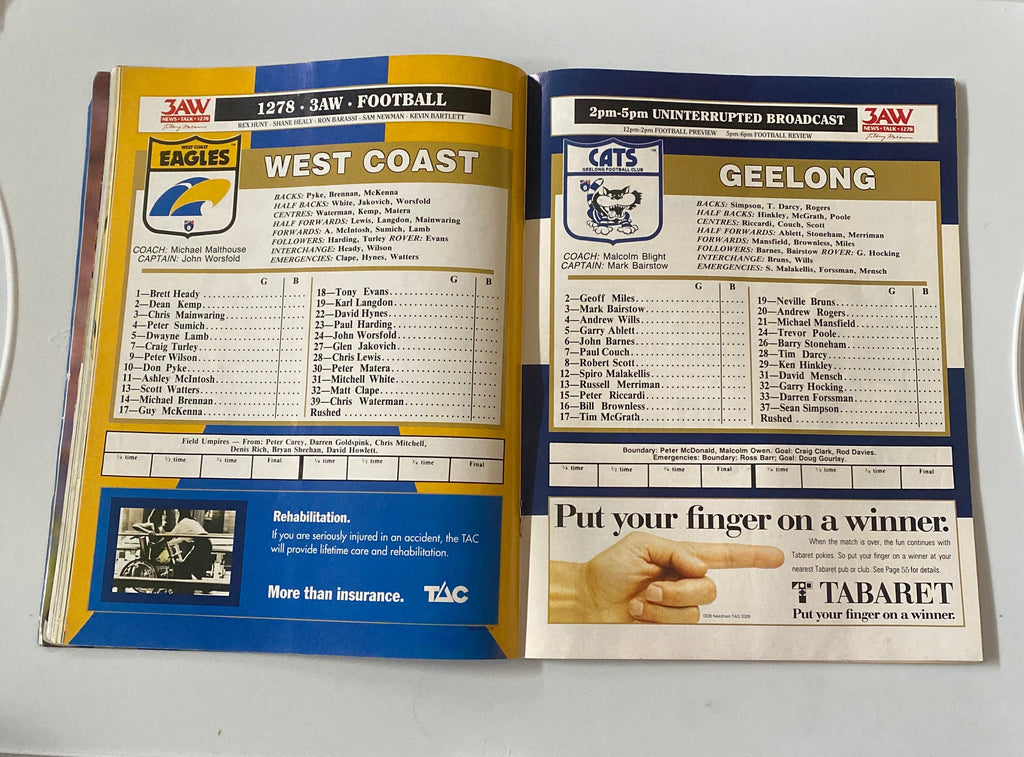 3AW
NEWS • TALK • 1278
1278 · 3AW · FOOTBALL
REX HUNT - SHANE HEALY - RON BARASSI - SAM NEWMAN - KEVIN BARTLETT
WEST COAST
EAGLES
WEST COAST
BACKS: Pyke, Brennan, McKenna
HALF BACKS: White, Jakovich, Worsfold
CENTRES: Waterman, Kemp, Matera
HALF FORWARDS: Lewis, Langdon, Mainwaring
FORWARDS: A. McIntosh, Sumich, Lamb
FOLLOWERS: Harding, Turley ROVER: Evans
INTERCHANGE: Heady, Wilson
EMERGENCIES: Clape, Hynes, Watters
COACH: Michael Malthouse
CAPTAIN: John Worsfold
G B
1—Brett Heady
2—Dean Kemp
3—Chris Mainwaring
4—Peter Sumich
5—Dwayne Lamb
7—Craig Turley
9—Peter Wilson
10—Don Pyke
11—Ashley McIntosh
13—Scott Watters
14—Michael Brennan
17—Guy McKenna
G B
18—Tony Evans
19—Karl Langdon
22—David Hynes
23—Paul Harding
24—John Worsfold
27—Glen Jakovich
28—Chris Lewis
30—Peter Matera
31—Mitchell White
32—Matt Clape
39—Chris Waterman
Rushed
Field Umpires — From: Peter Carey, Darren Goldspink, Chris Mitchell,
Denis Rich, Bryan Sheehan, David Howlett.
¼ time ½ time ¾ time Final ¼ time ½ time ¾ time Final
Rehabilitation.
If you are seriously injured in an accident, the TAC
will provide lifetime care and rehabilitation.
More than insurance. TAC
2pm-5pm UNINTERRUPTED BROADCAST
12pm-2pm FOOTBALL PREVIEW 5pm-6pm FOOTBALL REVIEW
3AW
NEWS • TALK • 1278
CATS
GEELONG FOOTBALL CLUB
GEELONG
BACKS: Simpson, T. Darcy, Rogers
HALF BACKS: Hinkley, McGrath, Poole
CENTRES: Riccardi, Couch, Scott
HALF FORWARDS: Ablett, Stoneham, Merriman
FORWARDS: Mansfield, Brownless, Miles
FOLLOWERS: Barnes, Bairstow ROVER: G. Hocking
INTERCHANGE: Bruns, Wills
EMERGENCIES: S. Malakellis, Forssman, Mensch
COACH: Malcolm Blight
CAPTAIN: Mark Bairstow
G B
2—Geoff Miles
3—Mark Bairstow
4—Andrew Wills
5—Garry Ablett
6—John Barnes
7—Paul Couch
8—Robert Scott
12—Spiro Malakellis
13—Russell Merriman
15—Peter Riccardi
16—Bill Brownless
17—Tim McGrath
G B
19—Neville Bruns
20—Andrew Rogers
21—Michael Mansfield
24—Trevor Poole
26—Barry Stoneham
28—Tim Darcy
29—Ken Hinkley
31—David Mensch
32—Garry Hocking
33—Darren Forssman
37—Sean Simpson
Rushed
Boundary: Peter McDonald, Malcolm Owen. Goal: Craig Clark, Rod Davies.
Emergencies: Boundary: Ross Barr; Goal: Doug Gourlay.
¼ time ½ time ¾ time Final ¼ time ½ time ¾ time Final
Put your finger on a winner.
When the match is over, the fun continues with
Tabaret pokies. So put your finger on a winner at your
nearest Tabaret pub or club. See Page 55 for details.
TABARET
Put your finger on a winner.
DDB Needham TAG